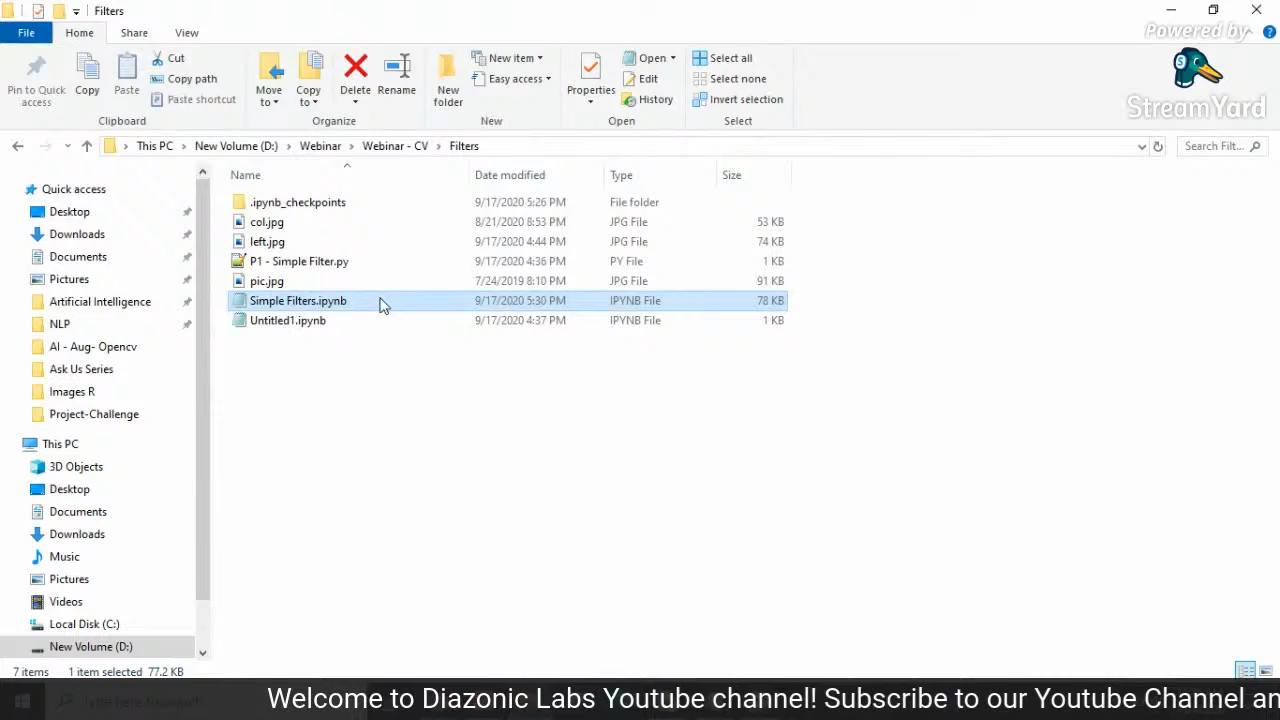 Filters
File Home Share View
Powered by
StreamYard
Pin to Quick access
Copy
Paste
Cut
Copy path
Paste shortcut
Clipboard
Move to
Copy to
Delete
Rename
Organize
New folder
New item
Easy access
New
Properties
Open
Edit
History
Open
Select all
Select none
Invert selection
Select
This PC New Volume (D:) Webinar Webinar - CV Filters
Search Filt...
Name Date modified Type Size
.ipynb_checkpoints 9/17/2020 5:26 PM File folder
col.jpg 8/21/2020 8:53 PM JPG File 53 KB
left.jpg 9/17/2020 4:44 PM JPG File 74 KB
P1 - Simple Filter.py 9/17/2020 4:36 PM PY File 1 KB
pic.jpg 7/24/2019 8:10 PM JPG File 91 KB
Simple Filters.ipynb 9/17/2020 5:30 PM IPYNB File 78 KB
Untitled1.ipynb 9/17/2020 4:37 PM IPYNB File 1 KB
Quick access
Desktop
Downloads
Documents
Pictures
Artificial Intelligence
NLP
AI - Aug- Opencv
Ask Us Series
Images R
Project-Challenge
This PC
3D Objects
Desktop
Documents
Downloads
Music
Pictures
Videos
Local Disk (C:)
New Volume (D:)
7 items 1 item selected 77.2 KB
Welcome to Diazonic Labs Youtube channel! Subscribe to our Youtube Channel an